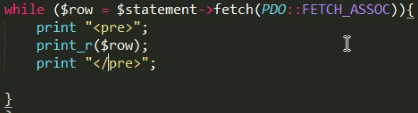 while ($row = $statement->fetch(PDO::FETCH_ASSOC)){
print "<pre>";
print_r($row);
print "</pre>";
}